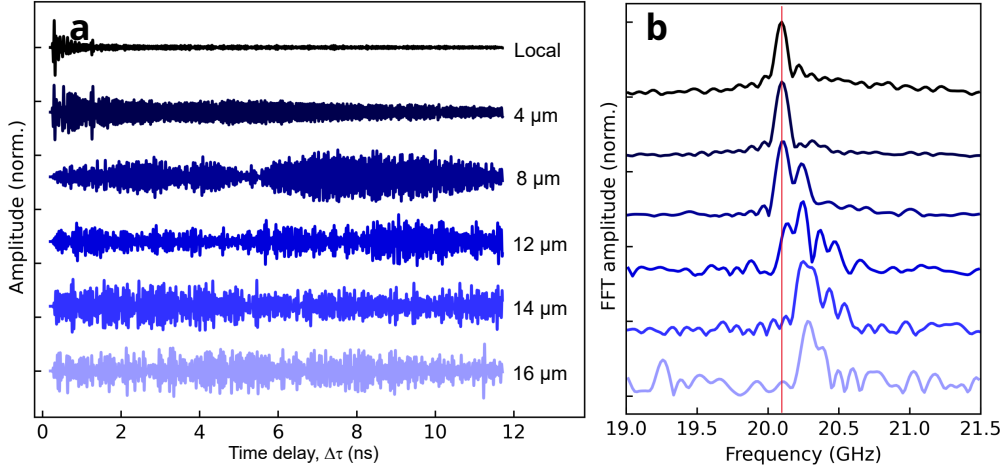 a
Local
4 μm
8 μm
12 μm
14 μm
16 μm
Amplitude (norm.)
0 2 4 6 8 10 12
Time delay, Δτ (ns)
b
FFT amplitude (norm.)
19.0 19.5 20.0 20.5 21.0 21.5
Frequency (GHz)